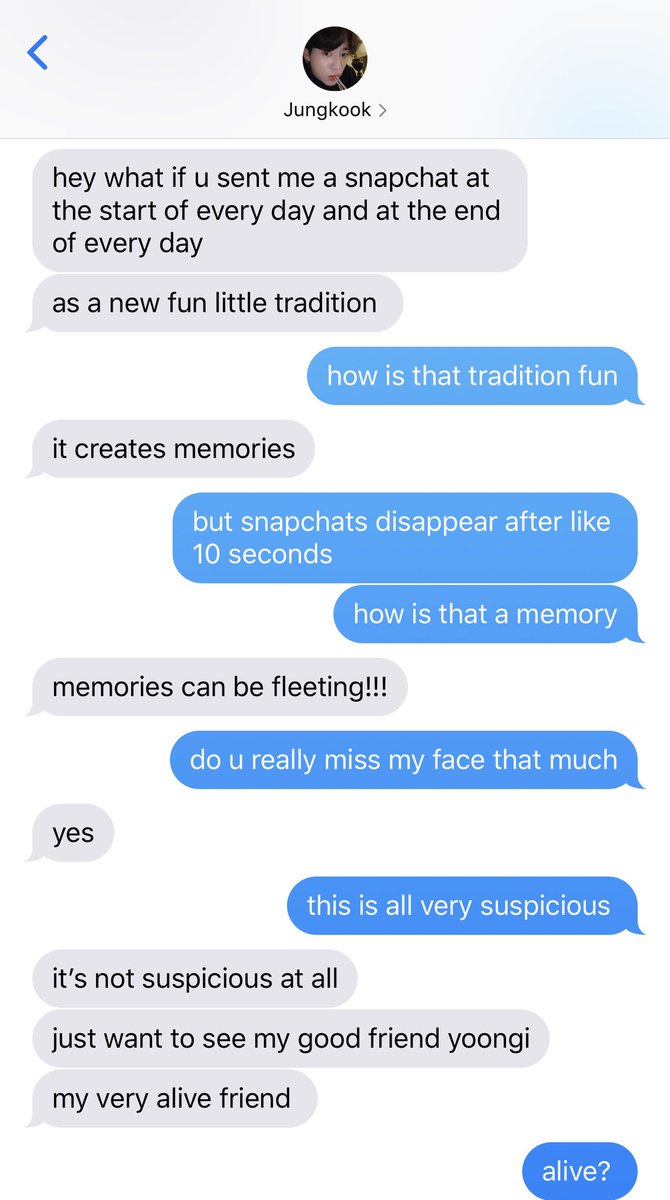 Jungkook
hey what if u sent me a snapchat at
the start of every day and at the end
of every day
as a new fun little tradition
how is that tradition fun
it creates memories
but snapchats disappear after like
10 seconds
how is that a memory
memories can be fleeting!!!
do u really miss my face that much
yes
this is all very suspicious
it’s not suspicious at all
just want to see my good friend yoongi
my very alive friend
alive?